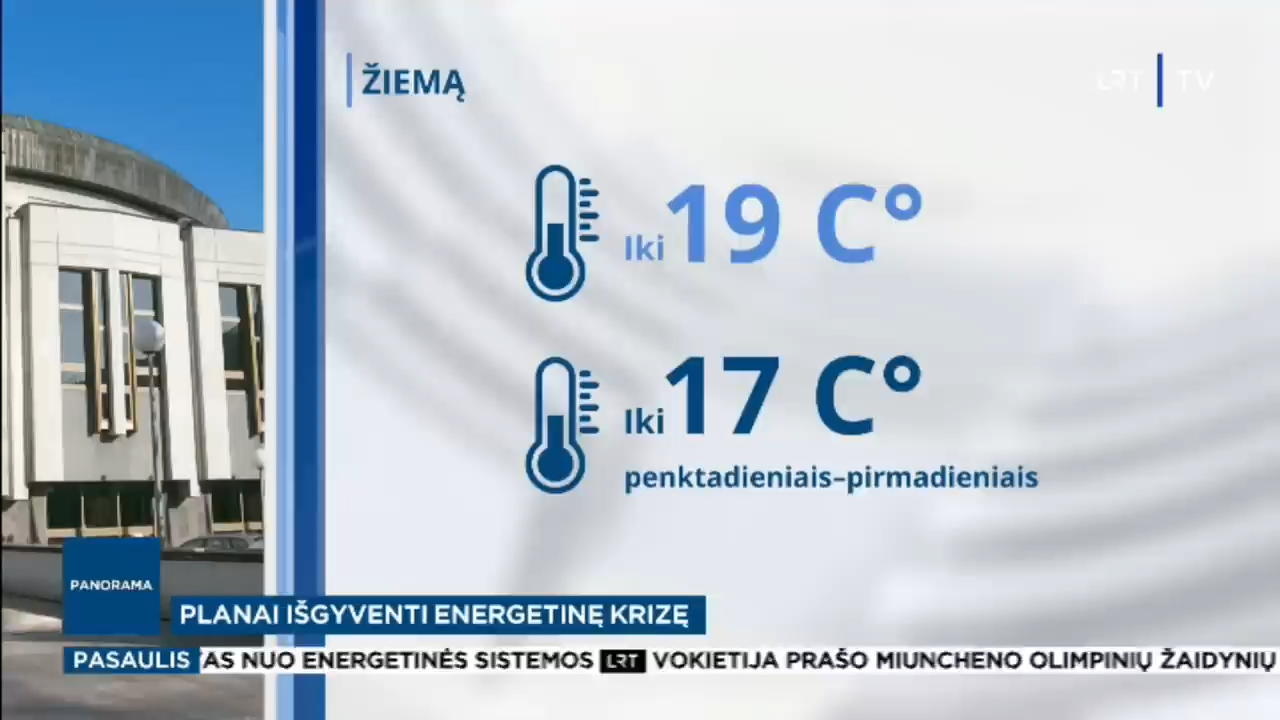 ŽIEMĄ
LRT TV
Iki 19 C°
Iki 17 C°
penktadieniais–pirmadieniais
PANORAMA
PLANAI IŠGYVENTI ENERGETINĘ KRIZĘ
PASAULIS AS NUO ENERGETINĖS SISTEMOS LRT VOKIETIJA PRAŠO MIUNCHENO OLIMPINIŲ ŽAIDYNIŲ